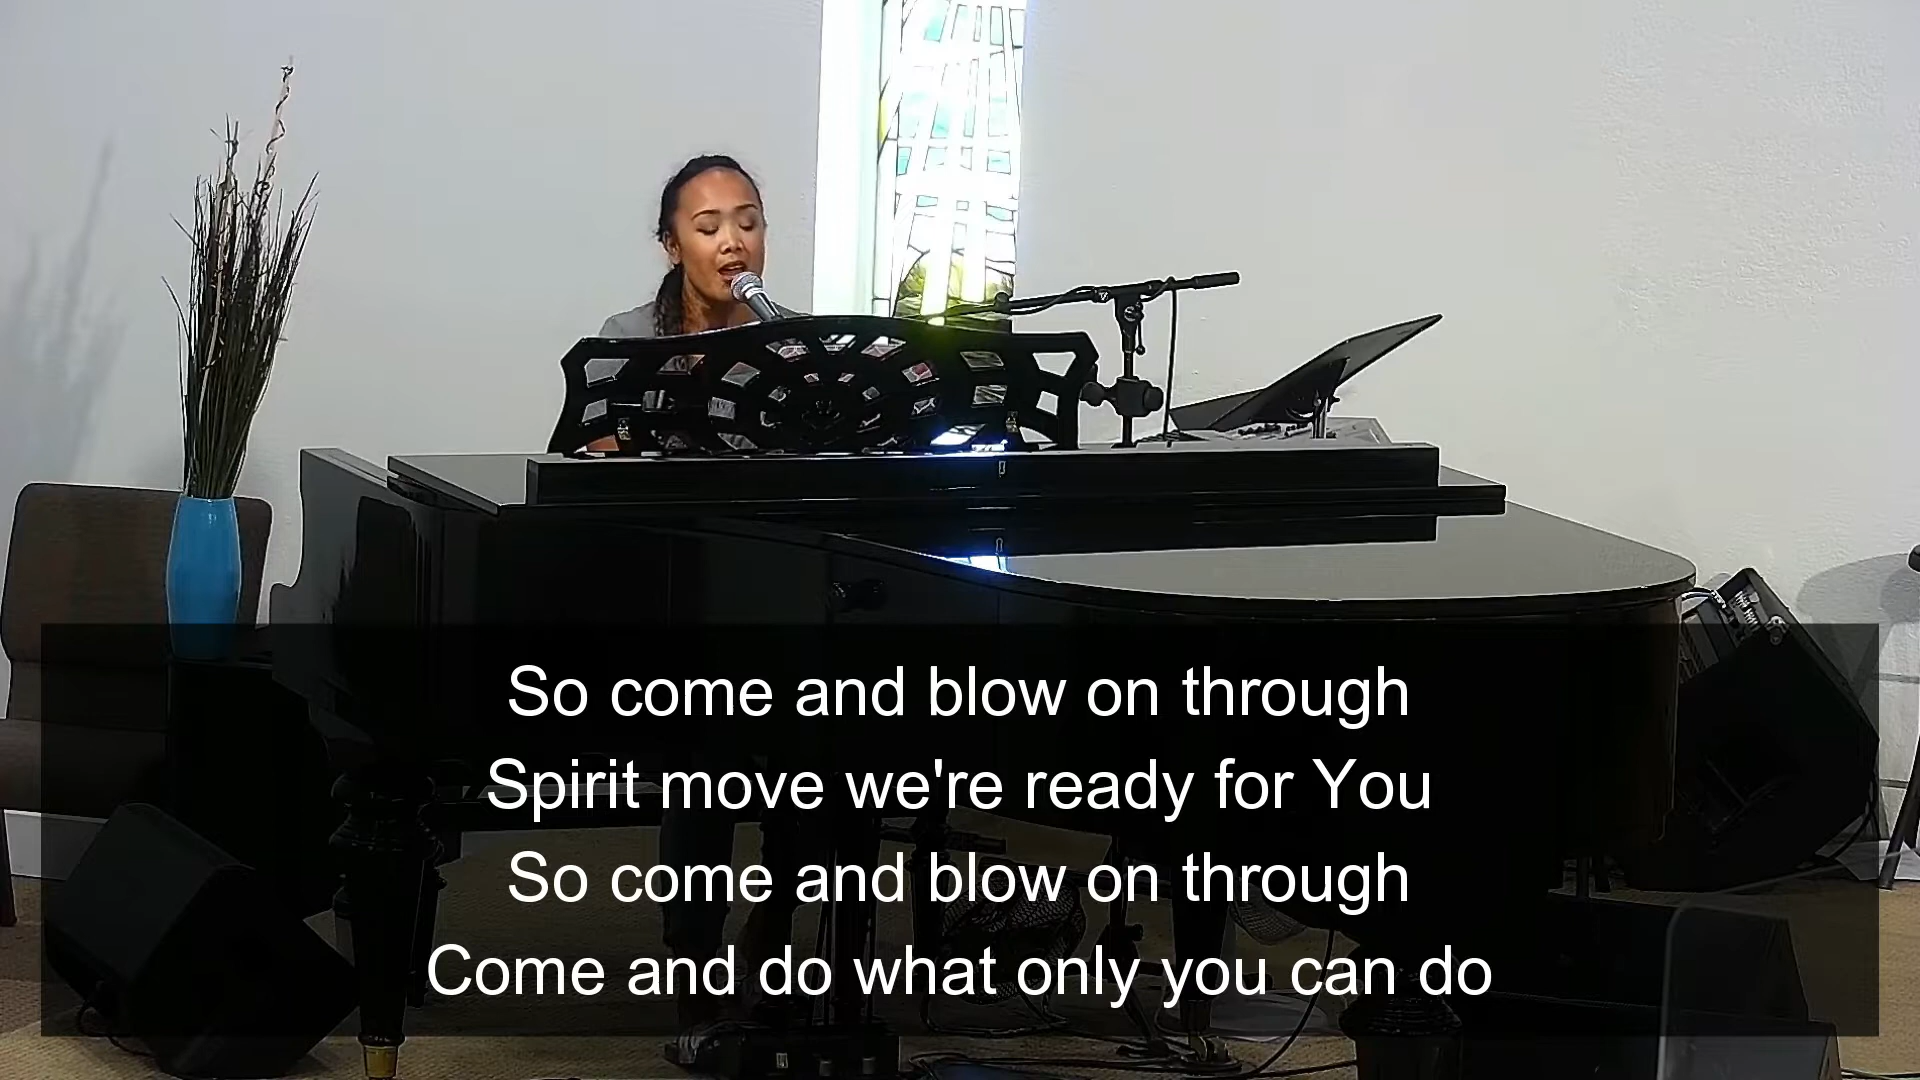 So come and blow on through
Spirit move we're ready for You
So come and blow on through
Come and do what only you can do